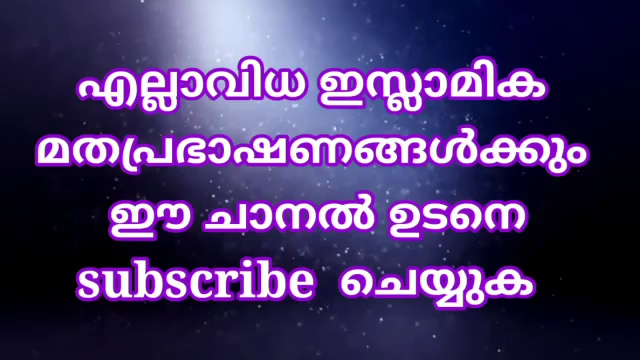 എല്ലാവിധ ഇസ്ലാമിക
മതപ്രഭാഷണങ്ങൾക്കും
ഈ ചാനൽ ഉടനെ
subscribe ചെയ്യുക